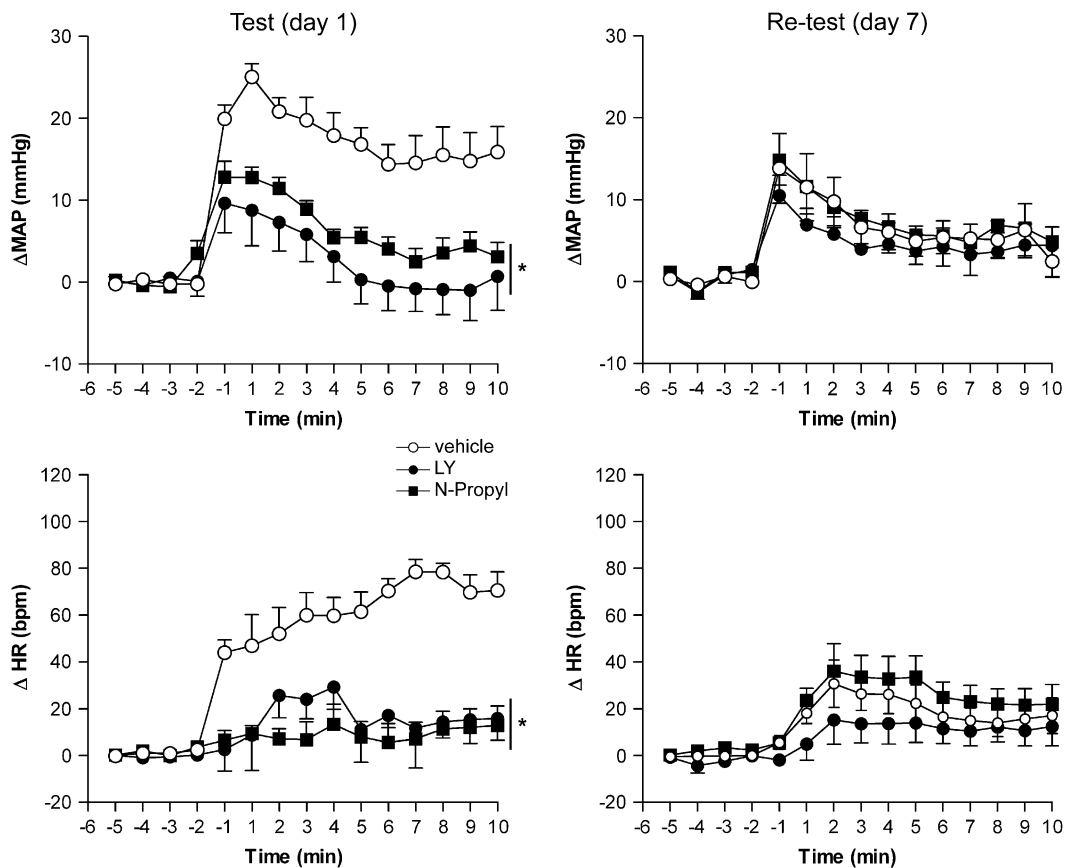 Test (day 1)
Re-test (day 7)
30
20
10
0
-10
ΔMAP (mmHg)
-6 -5 -4 -3 -2 -1 1 2 3 4 5 6 7 8 9 10
Time (min)
*
30
20
10
0
-10
ΔMAP (mmHg)
-6 -5 -4 -3 -2 -1 1 2 3 4 5 6 7 8 9 10
Time (min)
vehicle
LY
N-Propyl
120
100
80
60
40
20
0
-20
Δ HR (bpm)
-6 -5 -4 -3 -2 -1 1 2 3 4 5 6 7 8 9 10
Time (min)
*
120
100
80
60
40
20
0
-20
Δ HR (bpm)
-6 -5 -4 -3 -2 -1 1 2 3 4 5 6 7 8 9 10
Time (min)